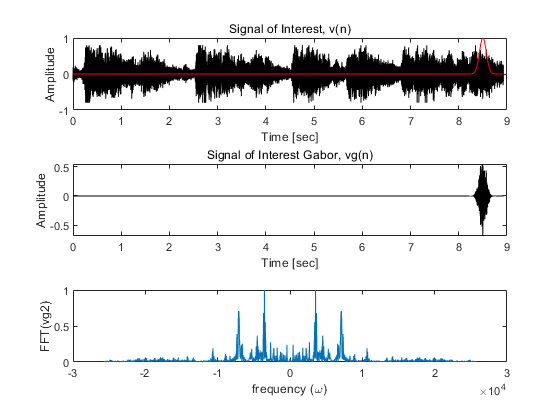 Signal of Interest, v(n)
Amplitude
1
0
-1
0 1 2 3 4 5 6 7 8 9
Time [sec]
Signal of Interest Gabor, vg(n)
Amplitude
0.5
0
-0.5
0 1 2 3 4 5 6 7 8 9
Time [sec]
FFT(vg2)
1
0.5
0
-3 -2 -1 0 1 2 3
frequency (ω)
×10^4